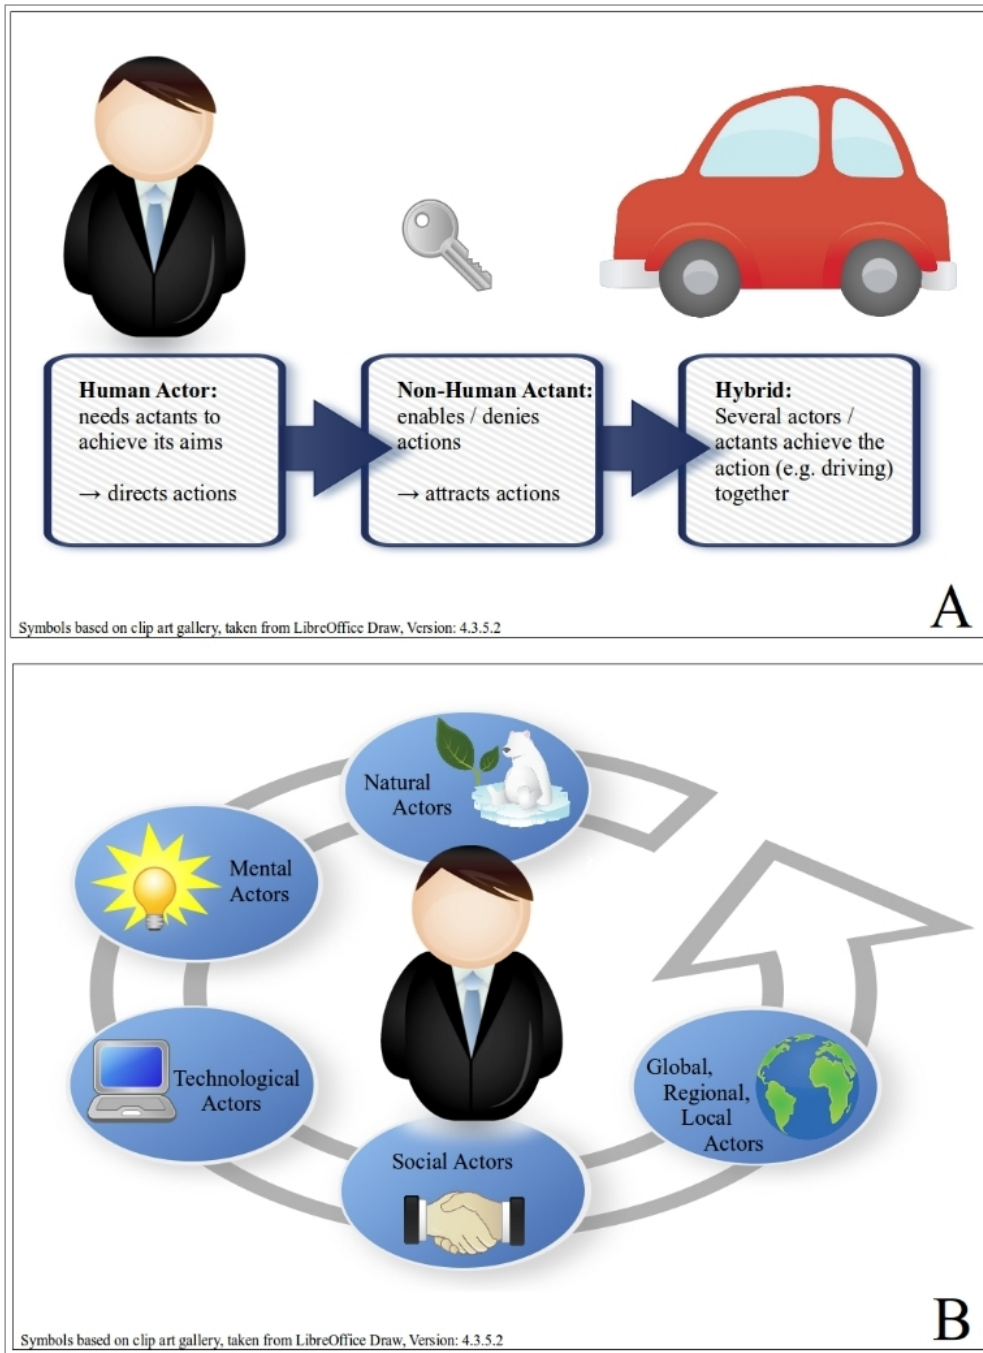 Human Actor:
needs actants to
achieve its aims
→ directs actions
Non-Human Actant:
enables / denies
actions
→ attracts actions
Hybrid:
Several actors /
actants achieve the
action (e.g. driving)
together
A
Symbols based on clip art gallery, taken from LibreOffice Draw, Version: 4.3.5.2
Natural
Actors
Mental
Actors
Technological
Actors
Social Actors
Global,
Regional,
Local
Actors
B
Symbols based on clip art gallery, taken from LibreOffice Draw, Version: 4.3.5.2